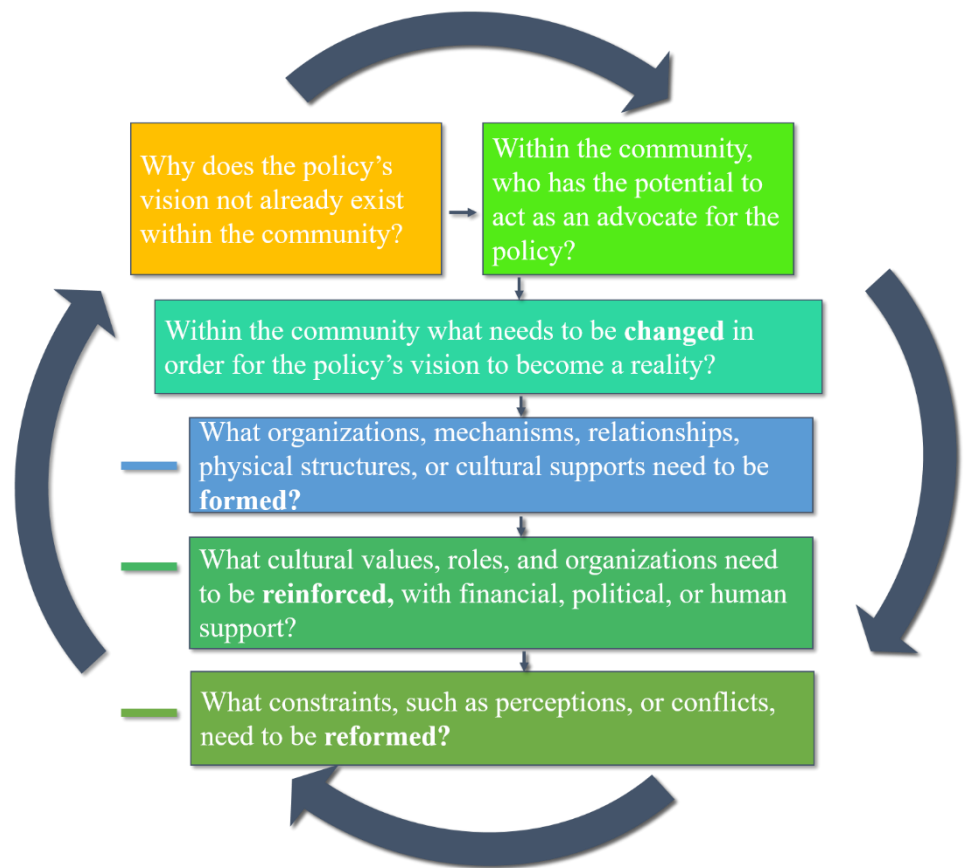 Why does the policy’s
vision not already exist
within the community?
Within the community,
who has the potential to
act as an advocate for the
policy?
Within the community what needs to be changed in
order for the policy’s vision to become a reality?
What organizations, mechanisms, relationships,
physical structures, or cultural supports need to be
formed?
What cultural values, roles, and organizations need
to be reinforced, with financial, political, or human
support?
What constraints, such as perceptions, or conflicts,
need to be reformed?